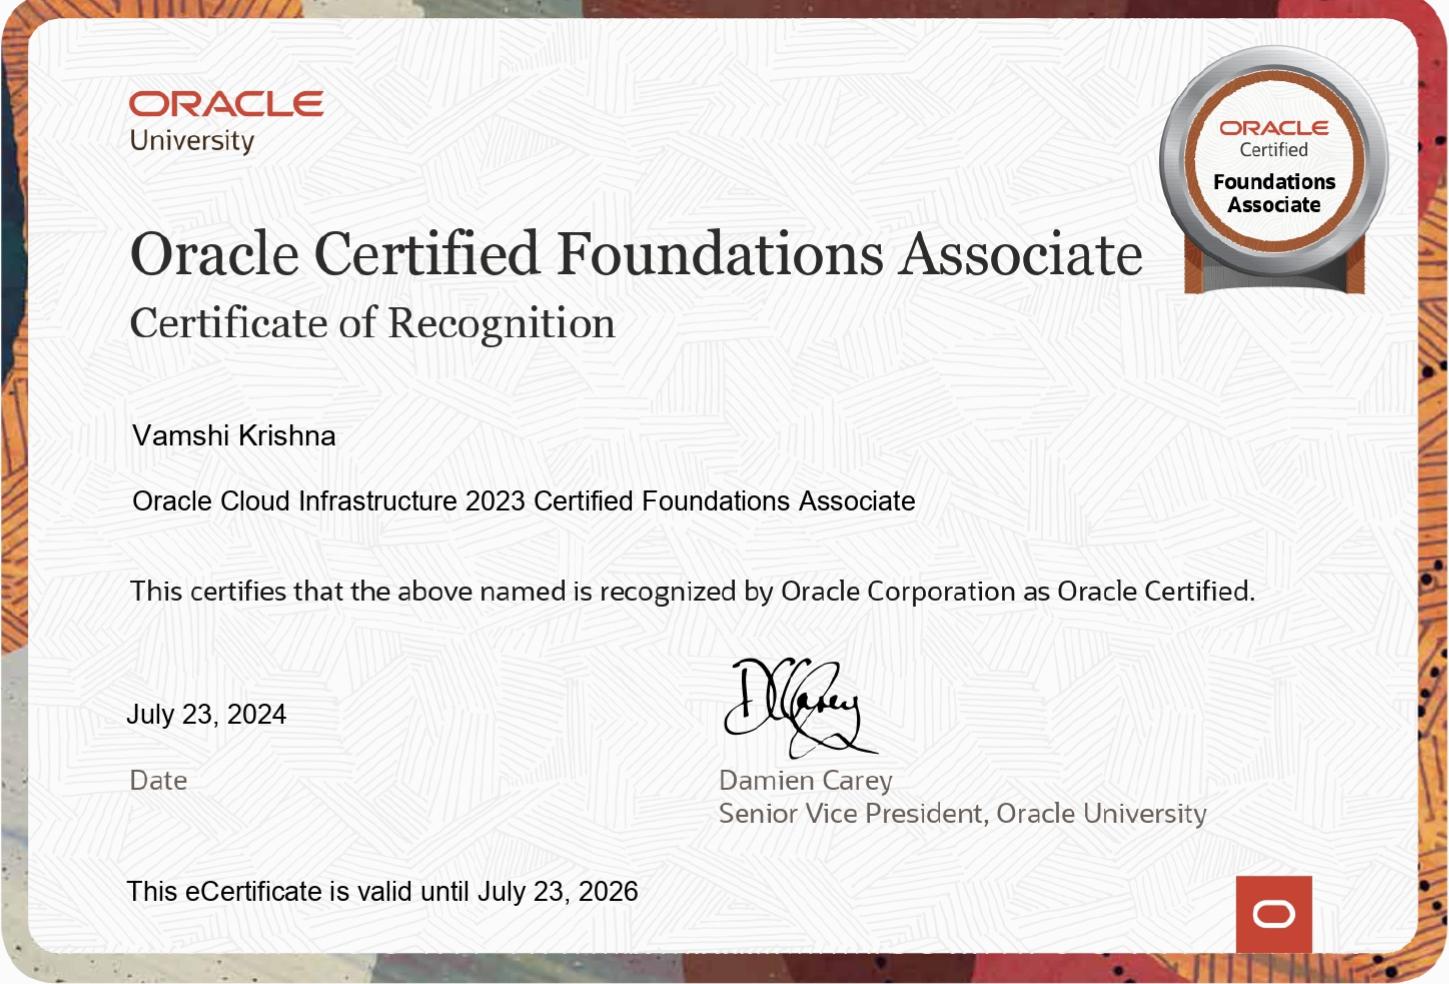 ORACLE
University
ORACLE
Certified
Foundations
Associate
Oracle Certified Foundations Associate
Certificate of Recognition
Vamshi Krishna
Oracle Cloud Infrastructure 2023 Certified Foundations Associate
This certifies that the above named is recognized by Oracle Corporation as Oracle Certified.
July 23, 2024
DCarey
Date
Damien Carey
Senior Vice President, Oracle University
This eCertificate is valid until July 23, 2026